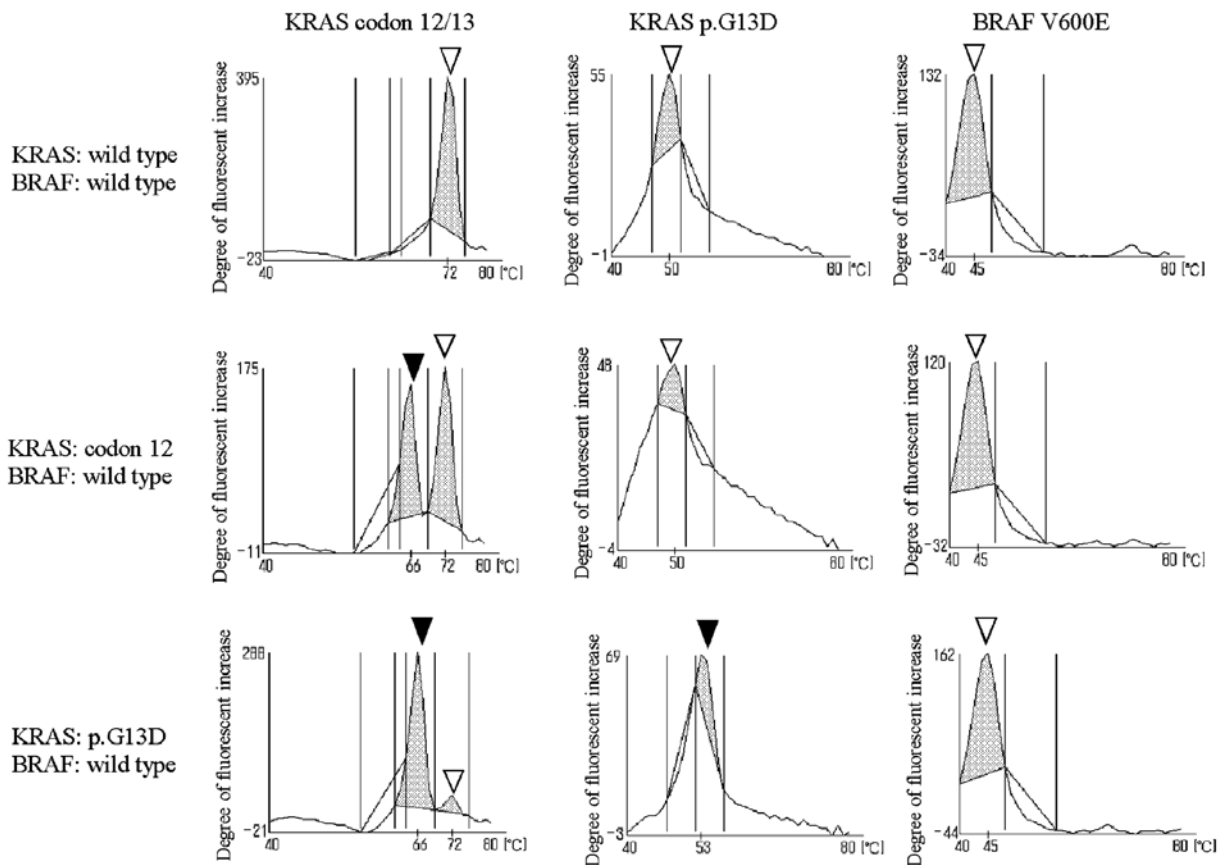 KRAS codon 12/13
KRAS p.G13D
BRAF V600E
KRAS: wild type
BRAF: wild type
Degree of fluorescent increase
395
-23
40
72
80 [°C]
Degree of fluorescent increase
55
-1
40
50
80 [°C]
Degree of fluorescent increase
132
-34
40
45
80 [°C]
KRAS: codon 12
BRAF: wild type
Degree of fluorescent increase
175
-11
40
66
72
80 [°C]
Degree of fluorescent increase
48
-4
40
50
80 [°C]
Degree of fluorescent increase
120
-32
40
45
80 [°C]
KRAS: p.G13D
BRAF: wild type
Degree of fluorescent increase
288
-21
40
66
72
80 [°C]
Degree of fluorescent increase
69
-3
40
53
80 [°C]
Degree of fluorescent increase
162
-44
40
45
80 [°C]